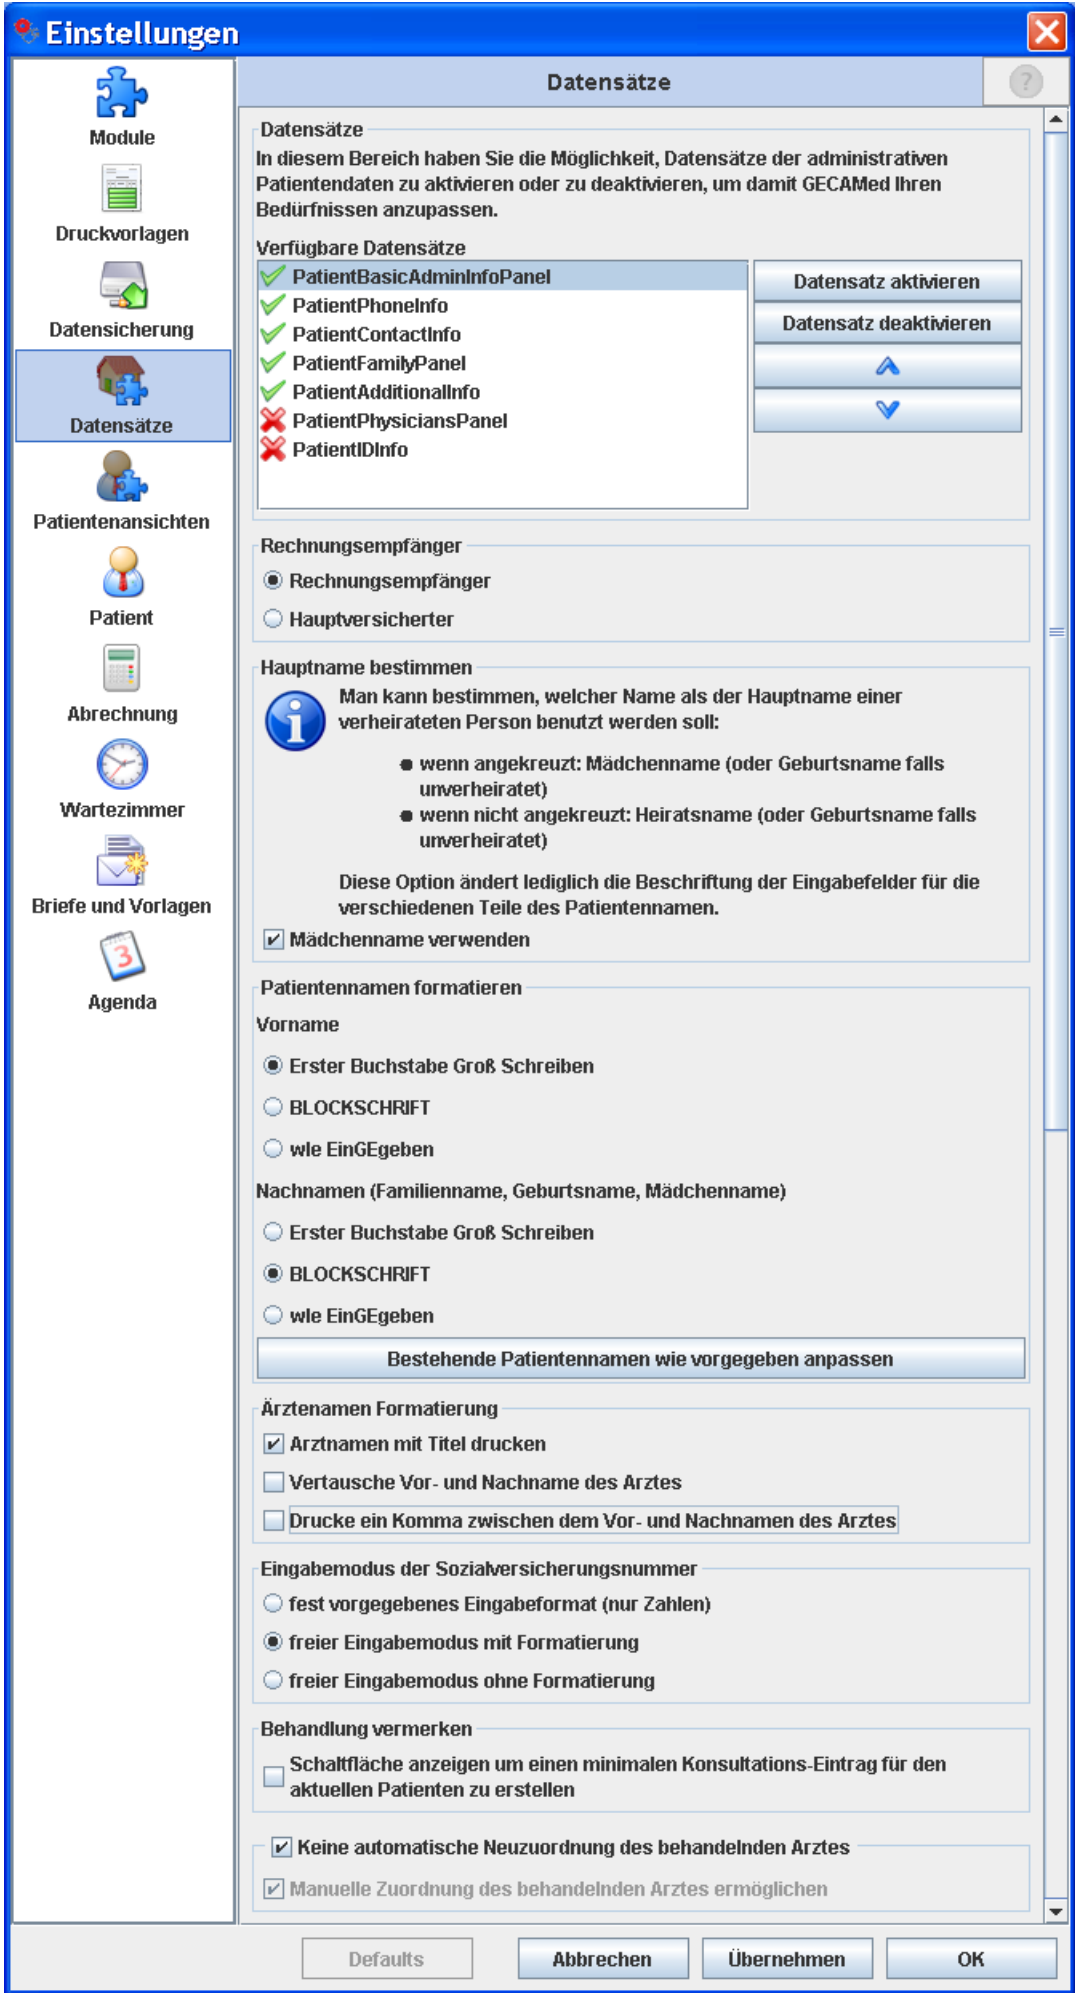 Einstellungen
Datensätze
?
Module
Druckvorlagen
Datensicherung
Datensätze
Patientenansichten
Patient
Abrechnung
Wartezimmer
Briefe und Vorlagen
3
Agenda
Datensätze
In diesem Bereich haben Sie die Möglichkeit, Datensätze der administrativen
Patientendaten zu aktivieren oder zu deaktivieren, um damit GECAMed Ihren
Bedürfnissen anzupassen.
Verfügbare Datensätze
PatientBasicAdminInfoPanel
PatientPhoneInfo
PatientContactInfo
PatientFamilyPanel
PatientAdditionalInfo
PatientPhysiciansPanel
PatientIDInfo
Datensatz aktivieren
Datensatz deaktivieren
Rechnungsempfänger
Rechnungsempfänger
Hauptversicherter
Hauptname bestimmen
Man kann bestimmen, welcher Name als der Hauptname einer
verheirateten Person benutzt werden soll:
● wenn angekreuzt: Mädchenname (oder Geburtsname falls
unverheiratet)
● wenn nicht angekreuzt: Heiratsname (oder Geburtsname falls
unverheiratet)
Diese Option ändert lediglich die Beschriftung der Eingabefelder für die
verschiedenen Teile des Patientennamen.
Mädchenname verwenden
Patientennamen formatieren
Vorname
Erster Buchstabe Groß Schreiben
BLOCKSCHRIFT
wIe EinGEgeben
Nachnamen (Familienname, Geburtsname, Mädchenname)
Erster Buchstabe Groß Schreiben
BLOCKSCHRIFT
wIe EinGEgeben
Bestehende Patientennamen wie vorgegeben anpassen
Ärztenamen Formatierung
Arztnamen mit Titel drucken
Vertausche Vor- und Nachname des Arztes
Drucke ein Komma zwischen dem Vor- und Nachnamen des Arztes
Eingabemodus der Sozialversicherungsnummer
fest vorgegebenes Eingabeformat (nur Zahlen)
freier Eingabemodus mit Formatierung
freier Eingabemodus ohne Formatierung
Behandlung vermerken
Schaltfläche anzeigen um einen minimalen Konsultations-Eintrag für den
aktuellen Patienten zu erstellen
Keine automatische Neuzuordnung des behandelnden Arztes
Manuelle Zuordnung des behandelnden Arztes ermöglichen
Defaults
Abbrechen
Übernehmen
OK